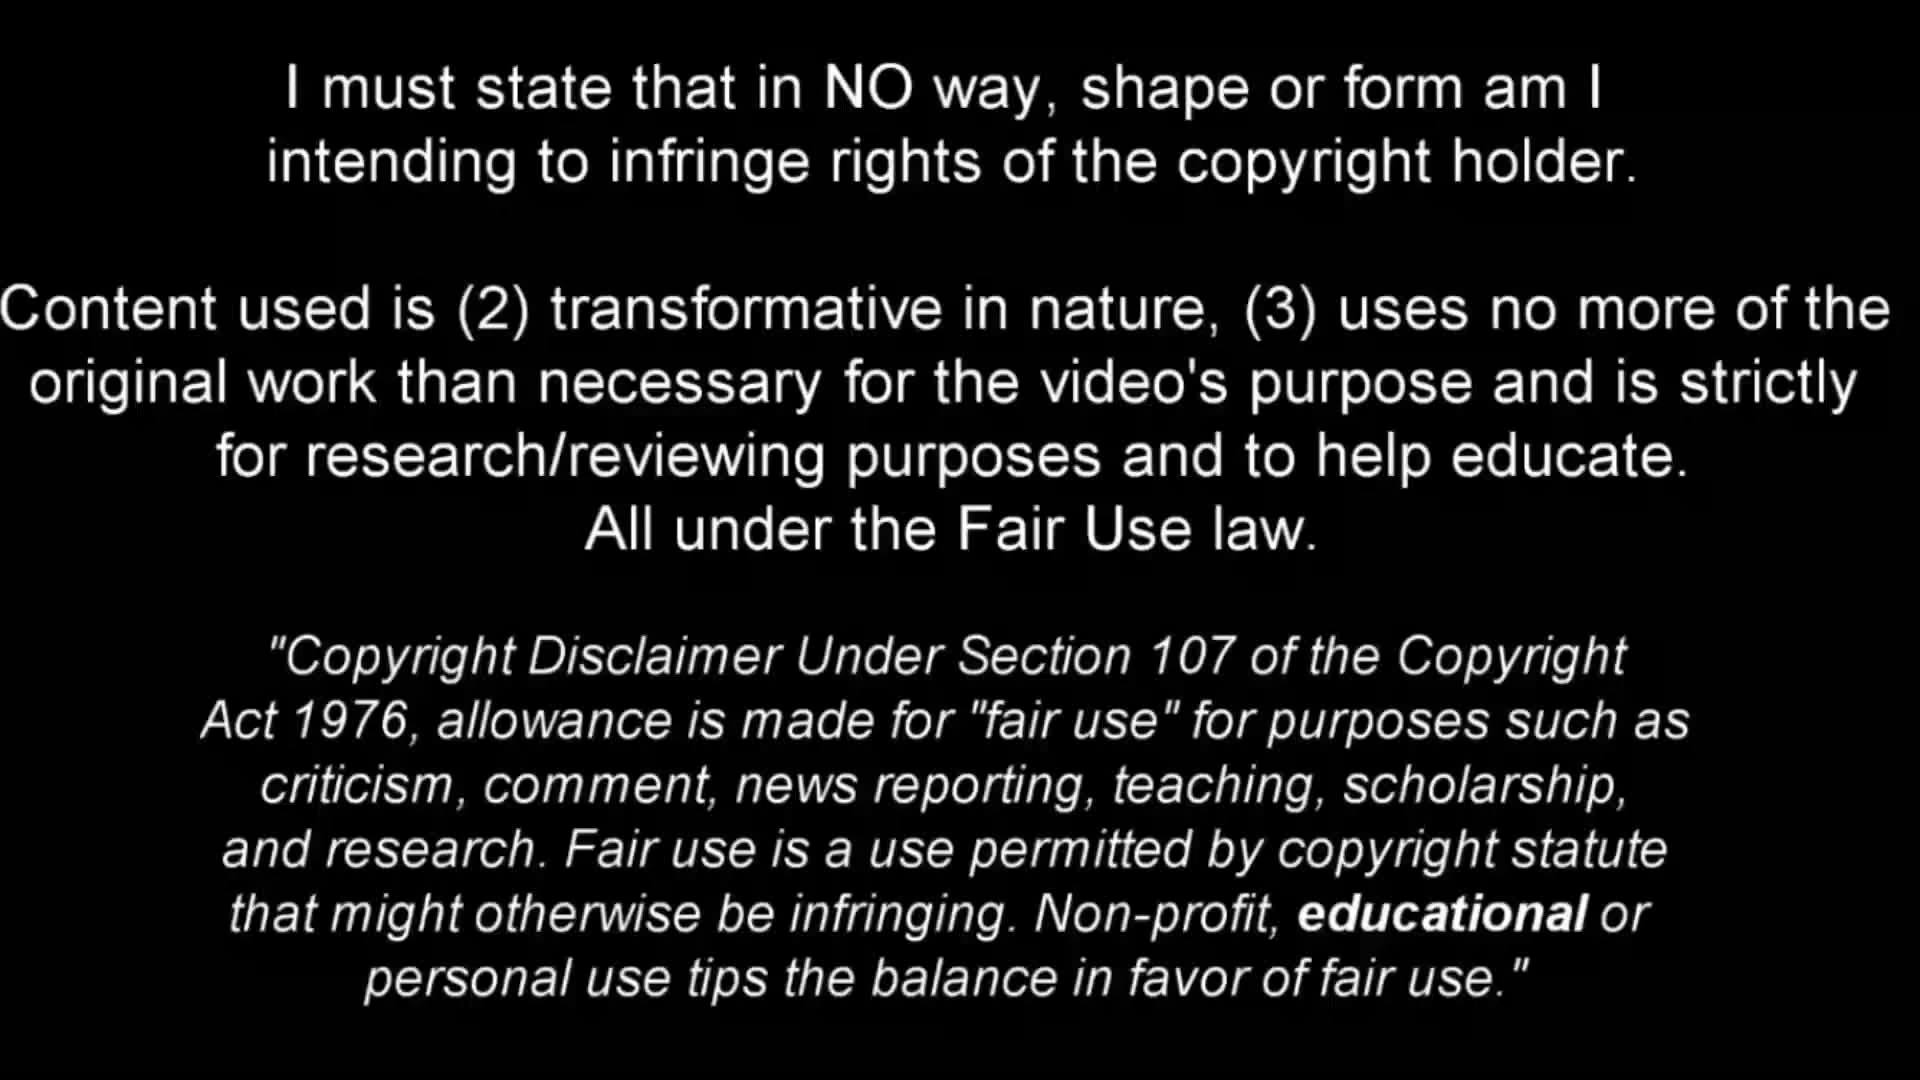 I must state that in NO way, shape or form am I
intending to infringe rights of the copyright holder.
Content used is (2) transformative in nature, (3) uses no more of the
original work than necessary for the video's purpose and is strictly
for research/reviewing purposes and to help educate.
All under the Fair Use law.
"Copyright Disclaimer Under Section 107 of the Copyright
Act 1976, allowance is made for "fair use" for purposes such as
criticism, comment, news reporting, teaching, scholarship,
and research. Fair use is a use permitted by copyright statute
that might otherwise be infringing. Non-profit, educational or
personal use tips the balance in favor of fair use."